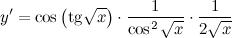 y′ = cos(tg√x) · 1/cos²√x · 1/2√x